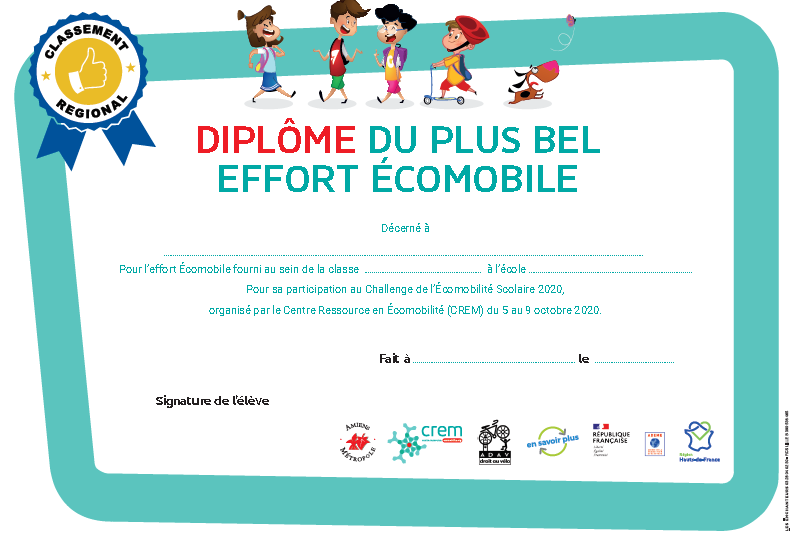 CLASSEMENT
REGIONAL
DIPLÔME DU PLUS BEL
EFFORT ÉCOMOBILE
Décerné à
Pour l'effort Écomobile fourni au sein de la classe à l'école
Pour sa participation au Challenge de l'Écomobilité Scolaire 2020,
organisé par le Centre Ressource en Écomobilité (CREM) du 5 au 9 octobre 2020.
Fait à le
Signature de l'élève
AMIENS
MÉTROPOLE
crem
ADAV
droit au vélo
en savoir plus
RÉPUBLIQUE
FRANÇAISE
ADEME
Région
Hauts-de-France